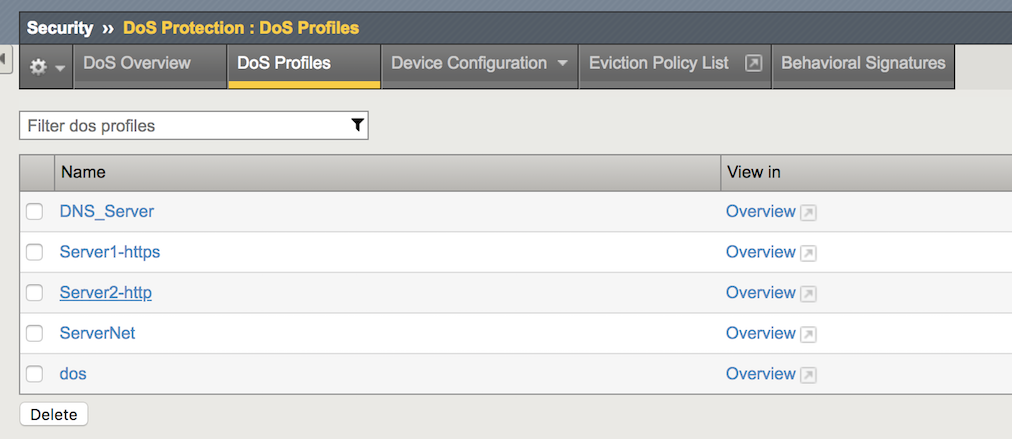 Security » DoS Protection : DoS Profiles
DoS Overview DoS Profiles Device Configuration Eviction Policy List Behavioral Signatures
Filter dos profiles
Name View in
DNS_Server Overview
Server1-https Overview
Server2-http Overview
ServerNet Overview
dos Overview
Delete